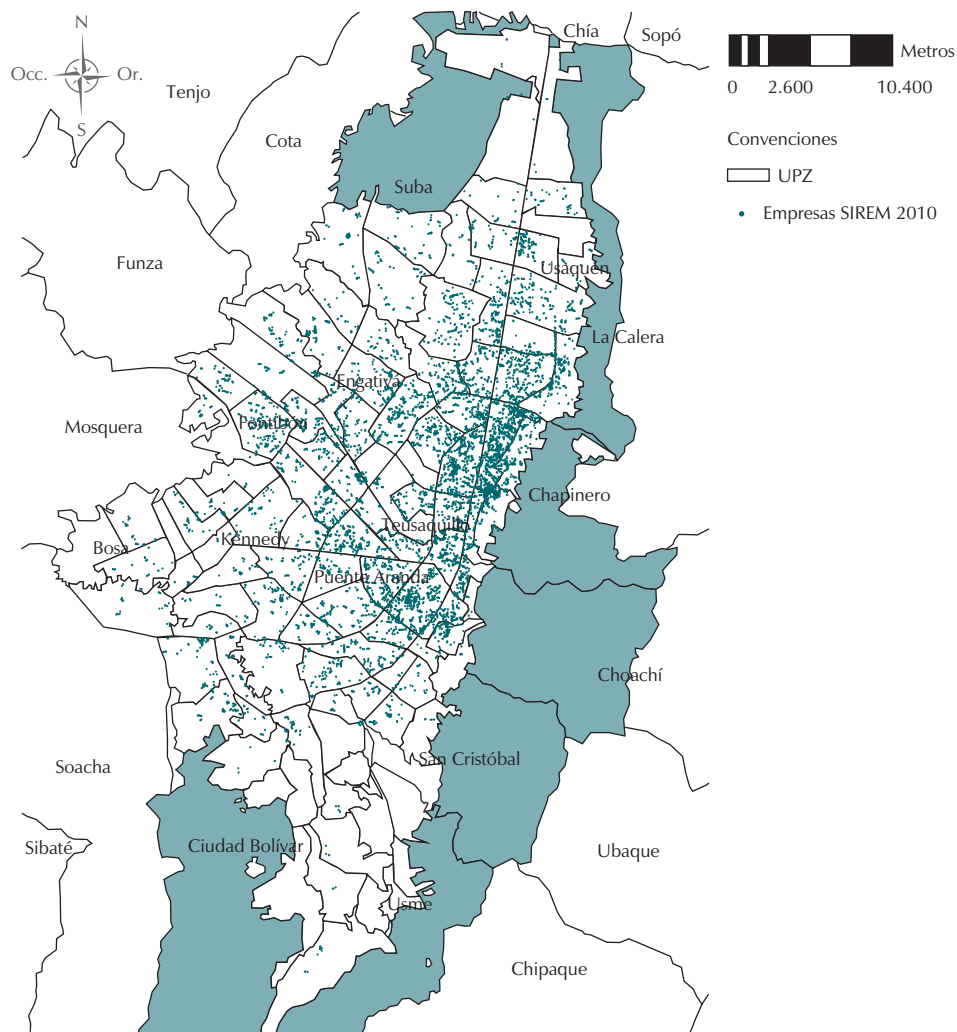 N
Occ.
Or.
S
Chía
Sopó
Tenjo
Cota
Suba
Funza
Usaquén
La Calera
Engativá
Mosquera
Pontibón
Chapinero
Teusaquillo
Kennedy
Bosa
Puente Aranda
Choachí
San Cristóbal
Soacha
Sibaté
Ciudad Bolívar
Ubaque
Usme
Chipaque
Metros
0 2.600 10.400
Convenciones
UPZ
Empresas SIREM 2010